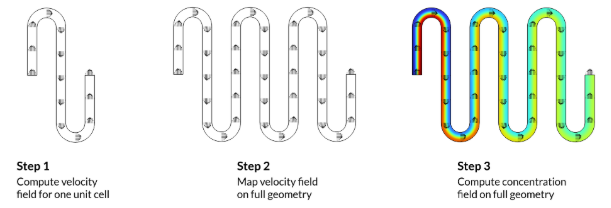 Step 1
Compute velocity
field for one unit cell
Step 2
Map velocity field
on full geometry
Step 3
Compute concentration
field on full geometry